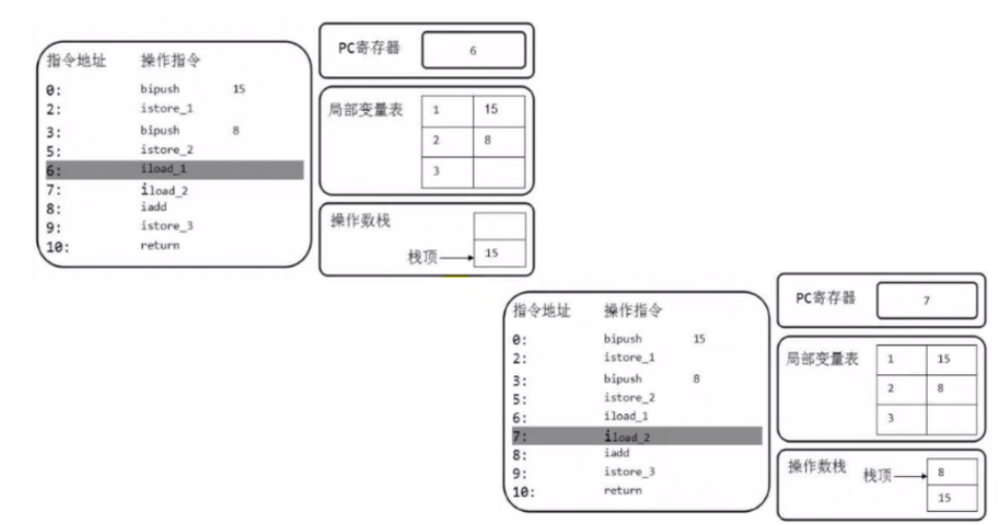 指令地址 操作指令
0: bipush 15
2: istore_1
3: bipush 8
5: istore_2
6: iload_1
7: iload_2
8: iadd
9: istore_3
10: return
PC寄存器 6
局部变量表 1 15
2 8
3
操作数栈
栈顶 15
指令地址 操作指令
0: bipush 15
2: istore_1
3: bipush 8
5: istore_2
6: iload_1
7: iload_2
8: iadd
9: istore_3
10: return
PC寄存器 7
局部变量表 1 15
2 8
3
操作数栈 栈顶 8
15